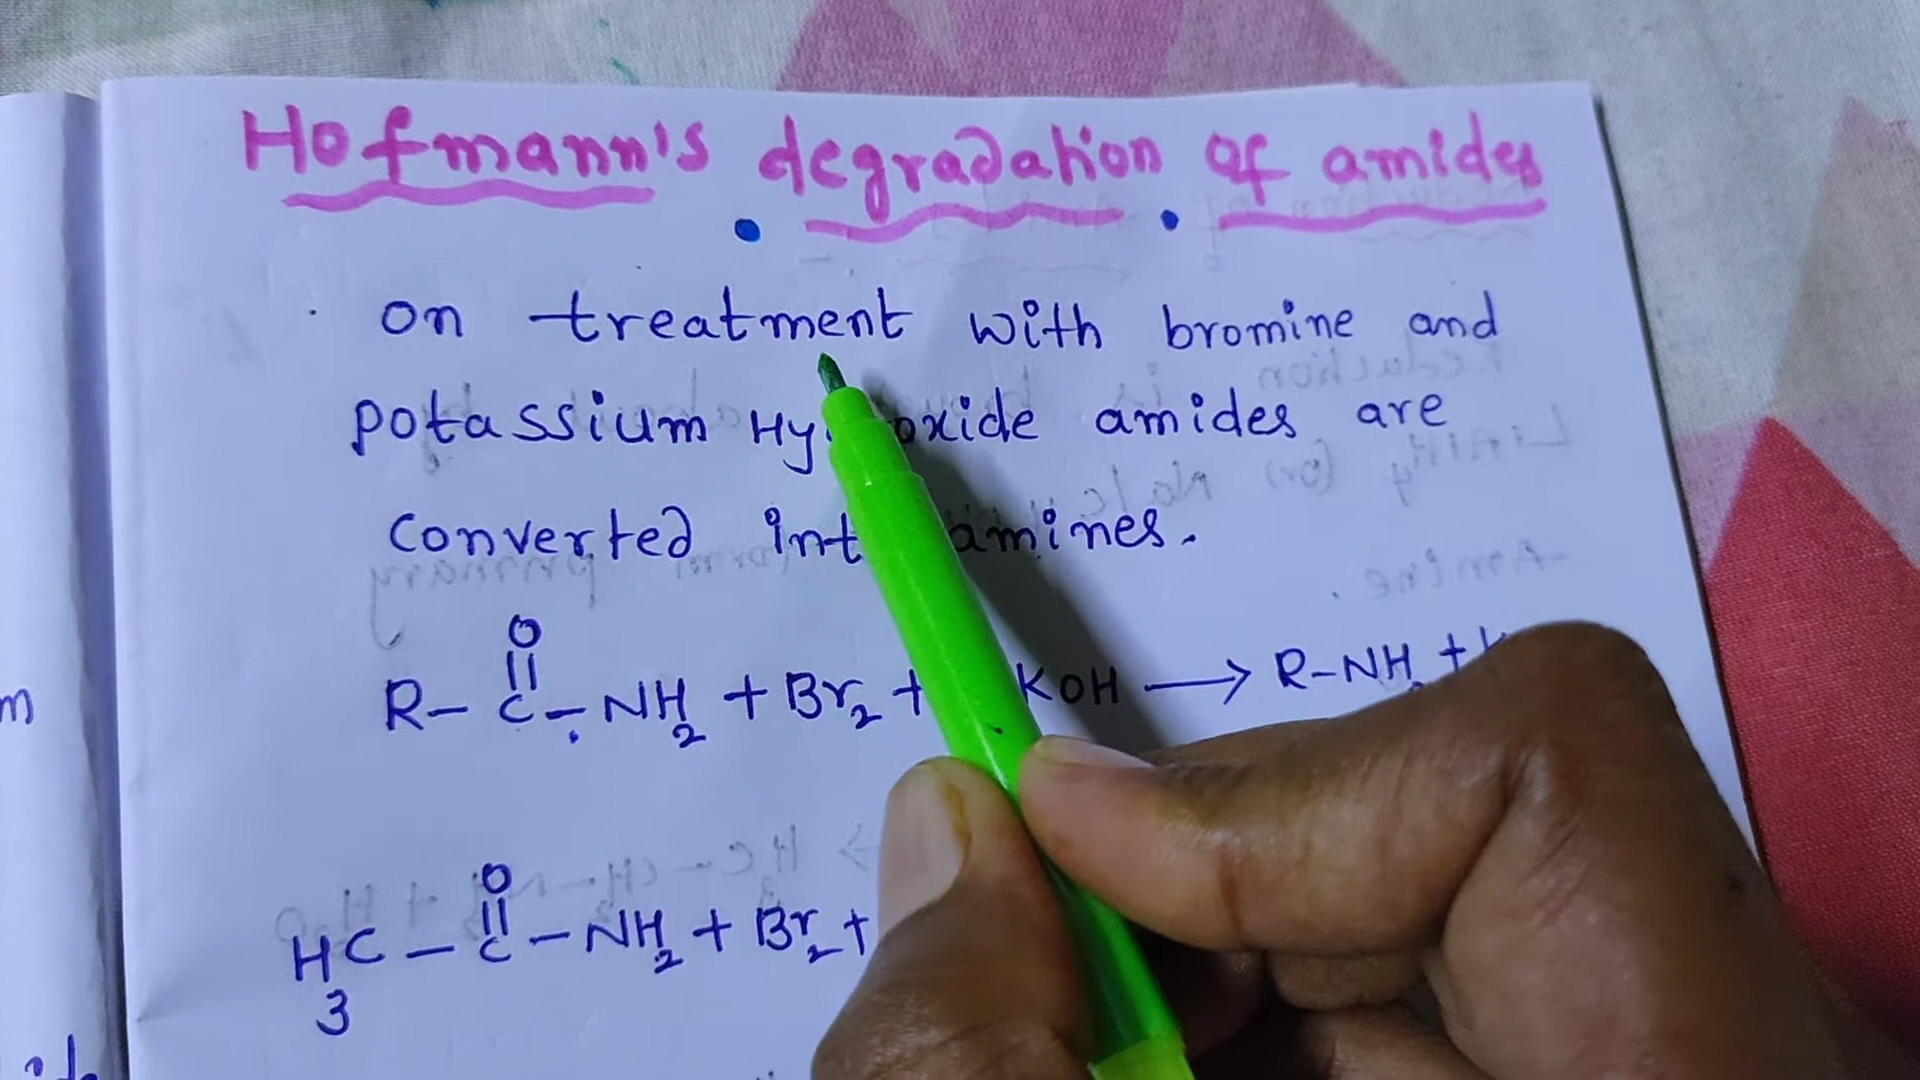 Hofmann's degradation of amides
on treatment with bromine and
potassium Hy oxide amides are
converted int amines.
O
||
R-C-NH2 + Br2 + KOH → R-NH2 +
O
||
H3C-C-NH2 + Br2 +
m